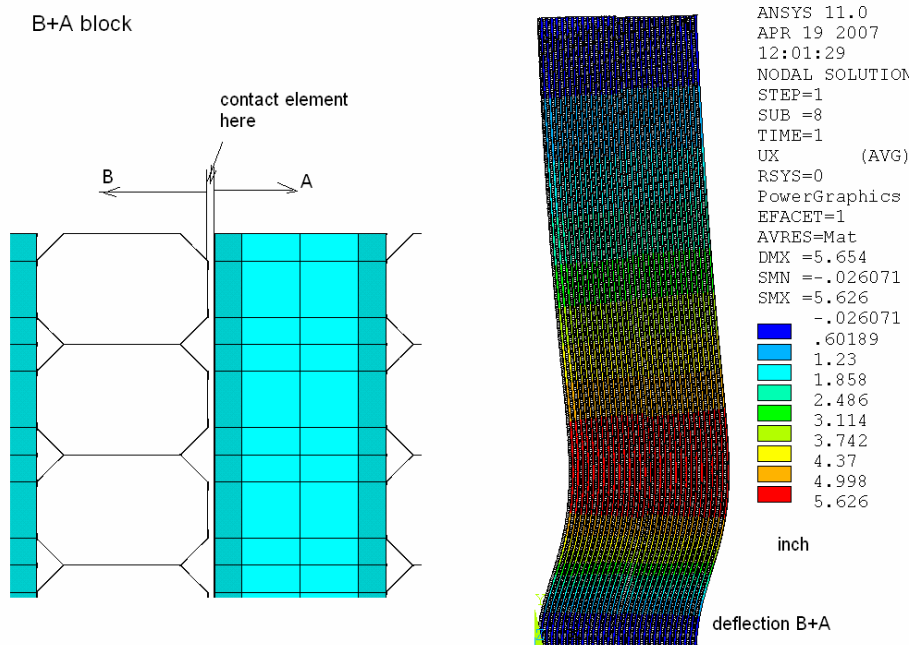 B+A block
contact element
here
B
A
ANSYS 11.0
APR 19 2007
12:01:29
NODAL SOLUTION
STEP=1
SUB =8
TIME=1
UX (AVG)
RSYS=0
PowerGraphics
EFACET=1
AVRES=Mat
DMX =5.654
SMN =-.026071
SMX =5.626
-.026071
.60189
1.23
1.858
2.486
3.114
3.742
4.37
4.998
5.626
inch
deflection B+A